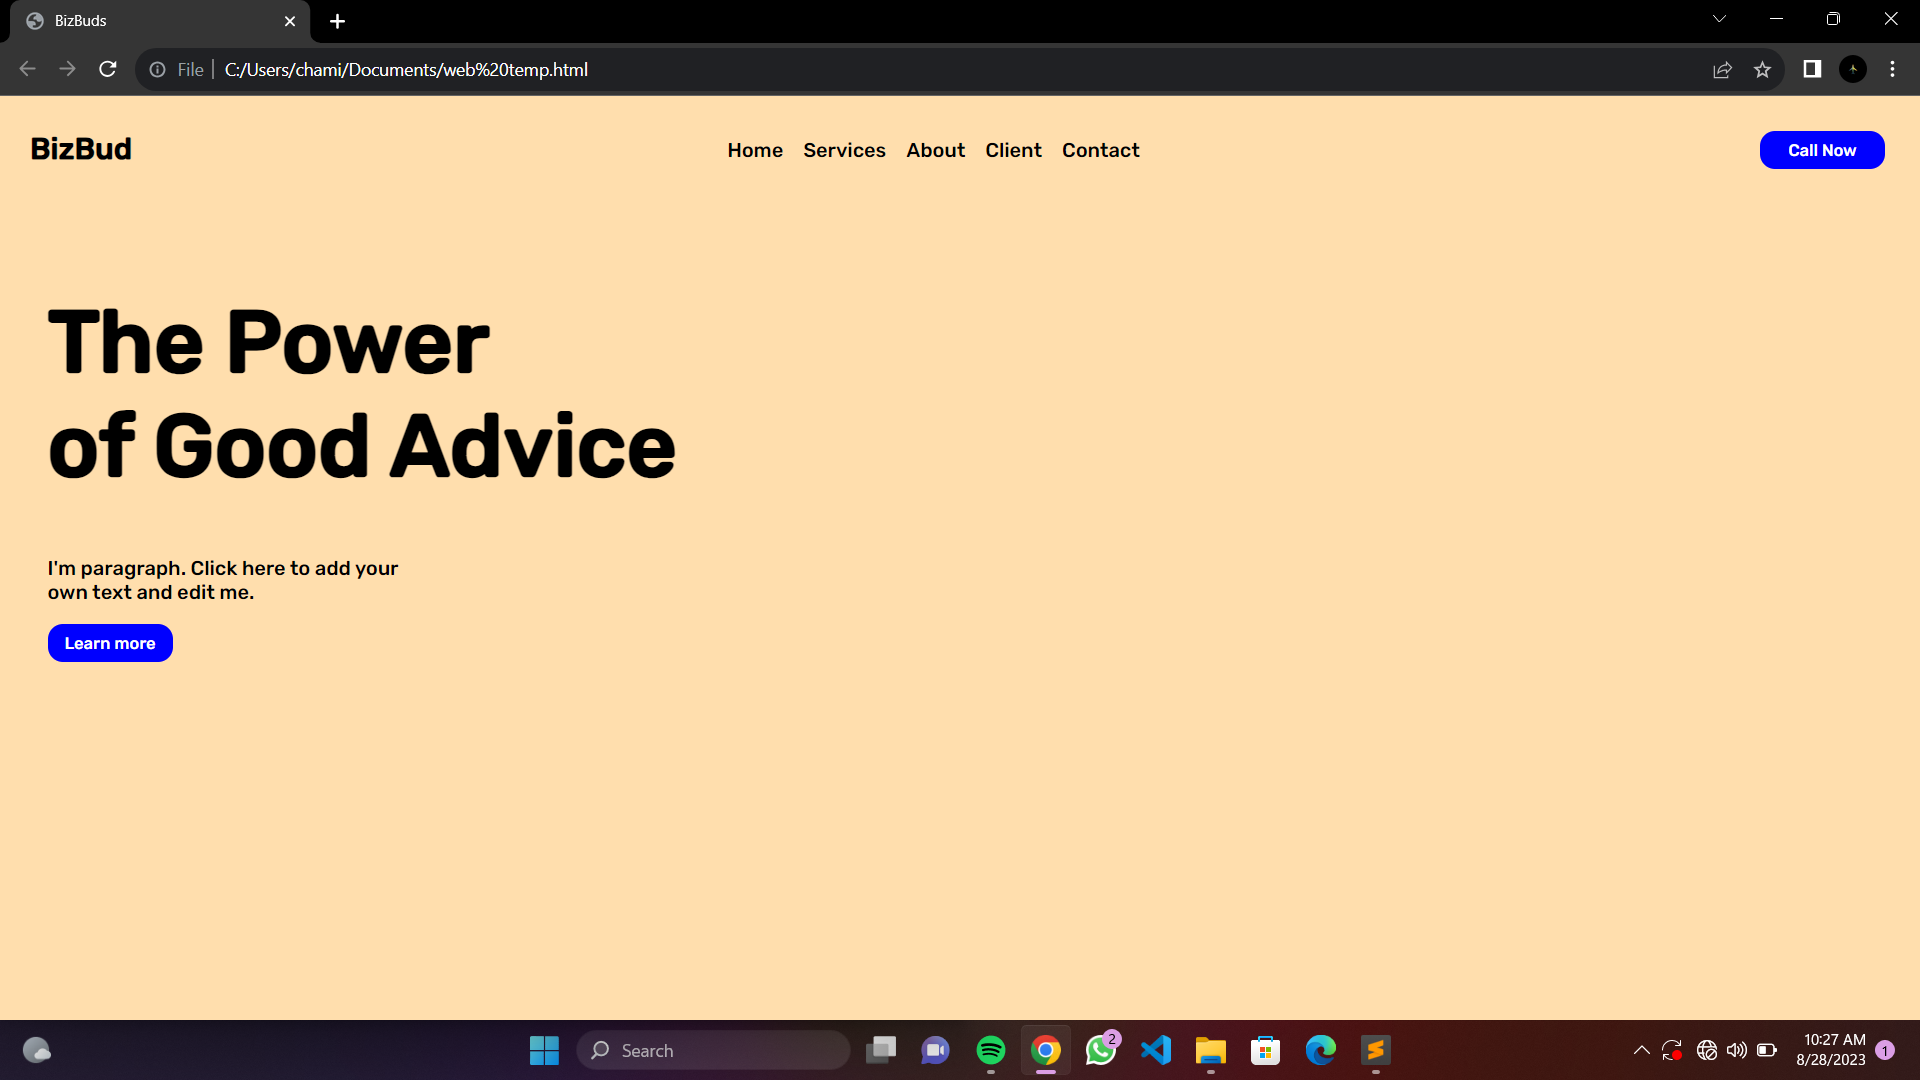 BizBuds
File
C:/Users/chami/Documents/web%20temp.html
BizBud
Home Services About Client Contact
Call Now
The Power
of Good Advice
I'm paragraph. Click here to add your
own text and edit me.
Learn more
Search
2
10:27 AM
8/28/2023
1